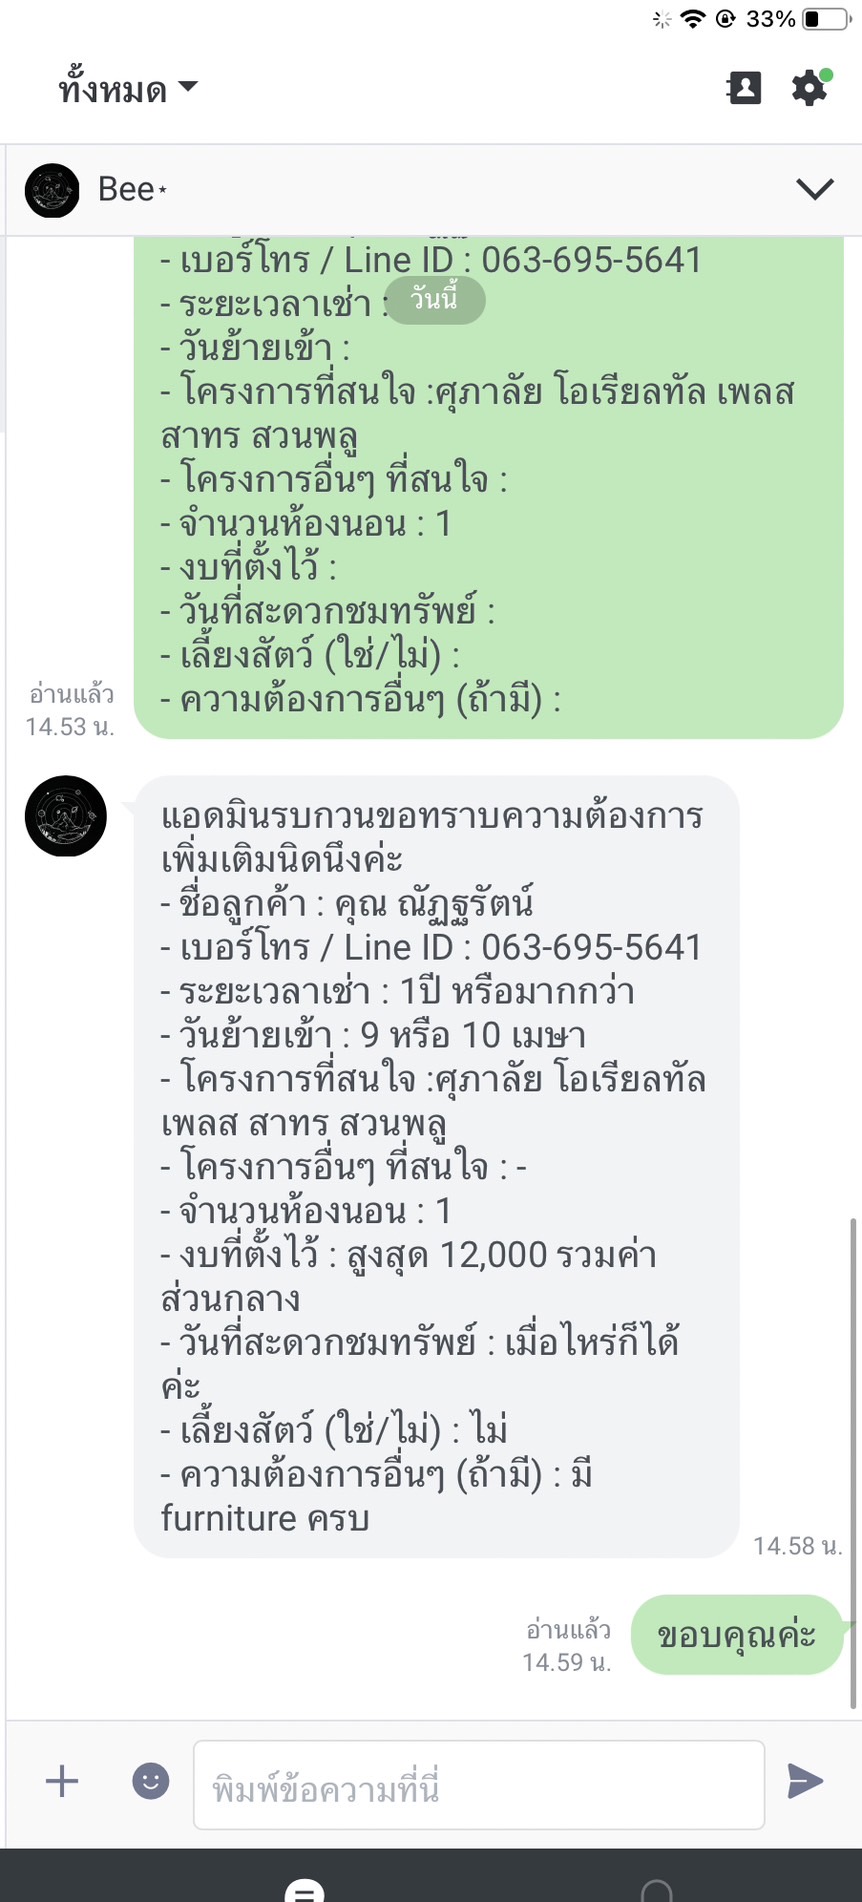 33%
ทั้งหมด
Bee⋆
- เบอร์โทร / Line ID : 063-695-5641
- ระยะเวลาเช่า :
วันนี้
- วันย้ายเข้า :
- โครงการที่สนใจ :ศุภาลัย โอเรียลทัล เพลส
สาทร สวนพลู
- โครงการอื่นๆ ที่สนใจ :
- จำนวนห้องนอน : 1
- งบที่ตั้งไว้ :
- วันที่สะดวกชมทรัพย์ :
- เลี้ยงสัตว์ (ใช่/ไม่) :
- ความต้องการอื่นๆ (ถ้ามี) :
อ่านแล้ว
14.53 น.
แอดมินรบกวนขอทราบความต้องการ
เพิ่มเติมนิดนึงค่ะ
- ชื่อลูกค้า : คุณ ณัฏฐรัตน์
- เบอร์โทร / Line ID : 063-695-5641
- ระยะเวลาเช่า : 1ปี หรือมากกว่า
- วันย้ายเข้า : 9 หรือ 10 เมษา
- โครงการที่สนใจ :ศุภาลัย โอเรียลทัล
เพลส สาทร สวนพลู
- โครงการอื่นๆ ที่สนใจ : -
- จำนวนห้องนอน : 1
- งบที่ตั้งไว้ : สูงสุด 12,000 รวมค่า
ส่วนกลาง
- วันที่สะดวกชมทรัพย์ : เมื่อไหร่ก็ได้
ค่ะ
- เลี้ยงสัตว์ (ใช่/ไม่) : ไม่
- ความต้องการอื่นๆ (ถ้ามี) : มี
furniture ครบ
14.58 น.
อ่านแล้ว
14.59 น.
ขอบคุณค่ะ
พิมพ์ข้อความที่นี่